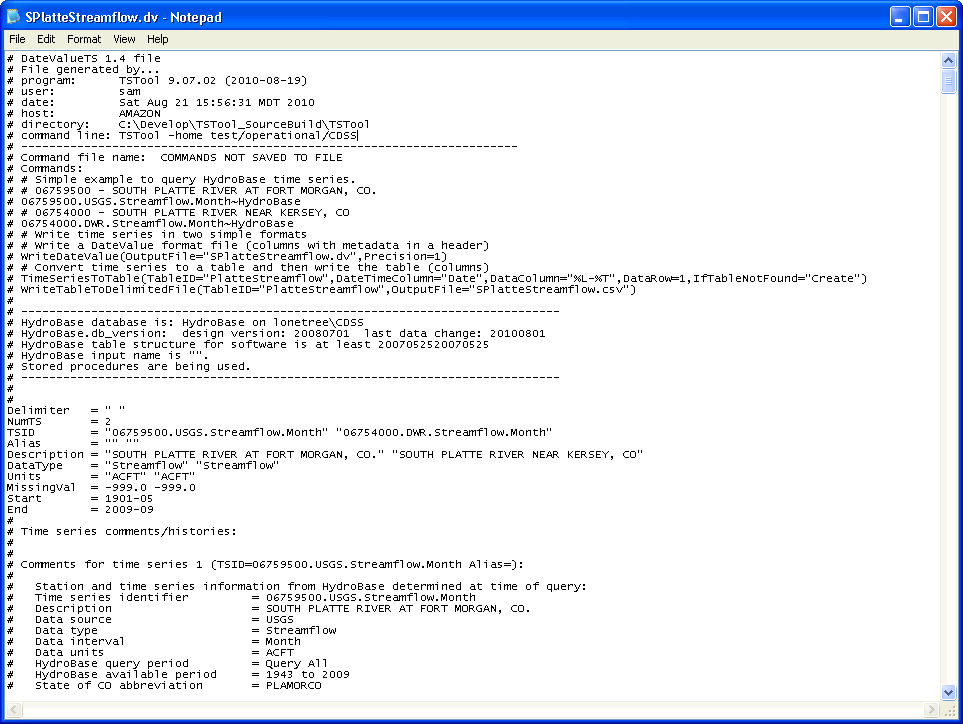 SPlatteStreamflow.dv - Notepad
File Edit Format View Help
# DateValueTS 1.4 file
# File generated by...
# program:      TSTool 9.07.02 (2010-08-19)
# user:         sam
# date:         Sat Aug 21 15:56:31 MDT 2010
# host:         AMAZON
# directory:    C:\Develop\TSTool_SourceBuild\TSTool
# command line: TSTool -home test/operational/CDSS
# -----------------------------------------------------------------------
# Command file name:  COMMANDS NOT SAVED TO FILE
# Commands:
# # Simple example to query HydroBase time series.
# # 06759500 - SOUTH PLATTE RIVER AT FORT MORGAN, CO.
# 06759500.USGS.Streamflow.Month~HydroBase
# # 06754000 - SOUTH PLATTE RIVER NEAR KERSEY, CO
# 06754000.DWR.Streamflow.Month~HydroBase
# # Write time series in two simple formats
# # Write a DateValue format file (columns with metadata in a header)
# WriteDateValue(OutputFile="SPlatteStreamflow.dv",Precision=1)
# # Convert time series to a table and then write the table (columns)
# TimeSeriesToTable(TableID="PlatteStreamflow",DateTimeColumn="Date",DataColumn="%L-%T",DataRow=1,IfTableNotFound="Create")
# WriteTableToDelimitedFile(TableID="PlatteStreamflow",OutputFile="SPlatteStreamflow.csv")
#
# -----------------------------------------------------------------------------
# HydroBase database is: HydroBase on lonetree\CDSS
# HydroBase.db_version:  design version: 20080701  last data change: 20100801
# HydroBase table structure for software is at least 2007052520070525
# HydroBase input name is "".
# Stored procedures are being used.
# -----------------------------------------------------------------------------
#
#
Delimiter   = " "
NumTS       = 2
TSID        = "06759500.USGS.Streamflow.Month" "06754000.DWR.Streamflow.Month"
Alias       = "" ""
Description = "SOUTH PLATTE RIVER AT FORT MORGAN, CO." "SOUTH PLATTE RIVER NEAR KERSEY, CO"
DataType    = "Streamflow" "Streamflow"
Units       = "ACFT" "ACFT"
MissingVal  = -999.0 -999.0
Start       = 1901-05
End         = 2009-09
#
# Time series comments/histories:
#
#
# Comments for time series 1 (TSID=06759500.USGS.Streamflow.Month Alias=):
#
#   Station and time series information from HydroBase determined at time of query:
#   Time series identifier         = 06759500.USGS.Streamflow.Month
#   Description                    = SOUTH PLATTE RIVER AT FORT MORGAN, CO.
#   Data source                    = USGS
#   Data type                      = Streamflow
#   Data interval                  = Month
#   Data units                     = ACFT
#   HydroBase query period         = Query All
#   HydroBase available period     = 1943 to 2009
#   State of CO abbreviation       = PLAMORCO